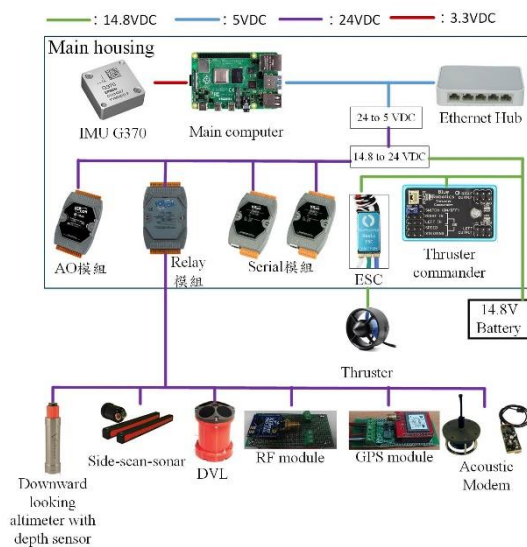 : 14.8VDC : 5VDC : 24VDC : 3.3VDC
Main housing
IMU G370
Main computer
Ethernet Hub
24 to 5 VDC
14.8 to 24 VDC
AO模組
Relay
模組
Serial模組
ESC
Thruster
commander
14.8V
Battery
Thruster
Downward
looking
altimeter with
depth sensor
Side-scan-sonar
DVL
RF module
GPS module
Acoustic
Modem